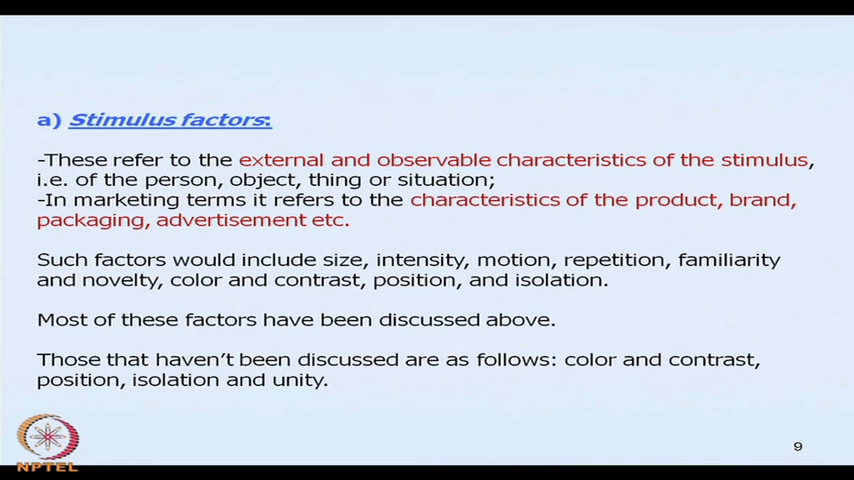 a) Stimulus factors:
-These refer to the external and observable characteristics of the stimulus,
i.e. of the person, object, thing or situation;
-In marketing terms it refers to the characteristics of the product, brand,
packaging, advertisement etc.
Such factors would include size, intensity, motion, repetition, familiarity
and novelty, color and contrast, position, and isolation.
Most of these factors have been discussed above.
Those that haven't been discussed are as follows: color and contrast,
position, isolation and unity.
NPTEL
9